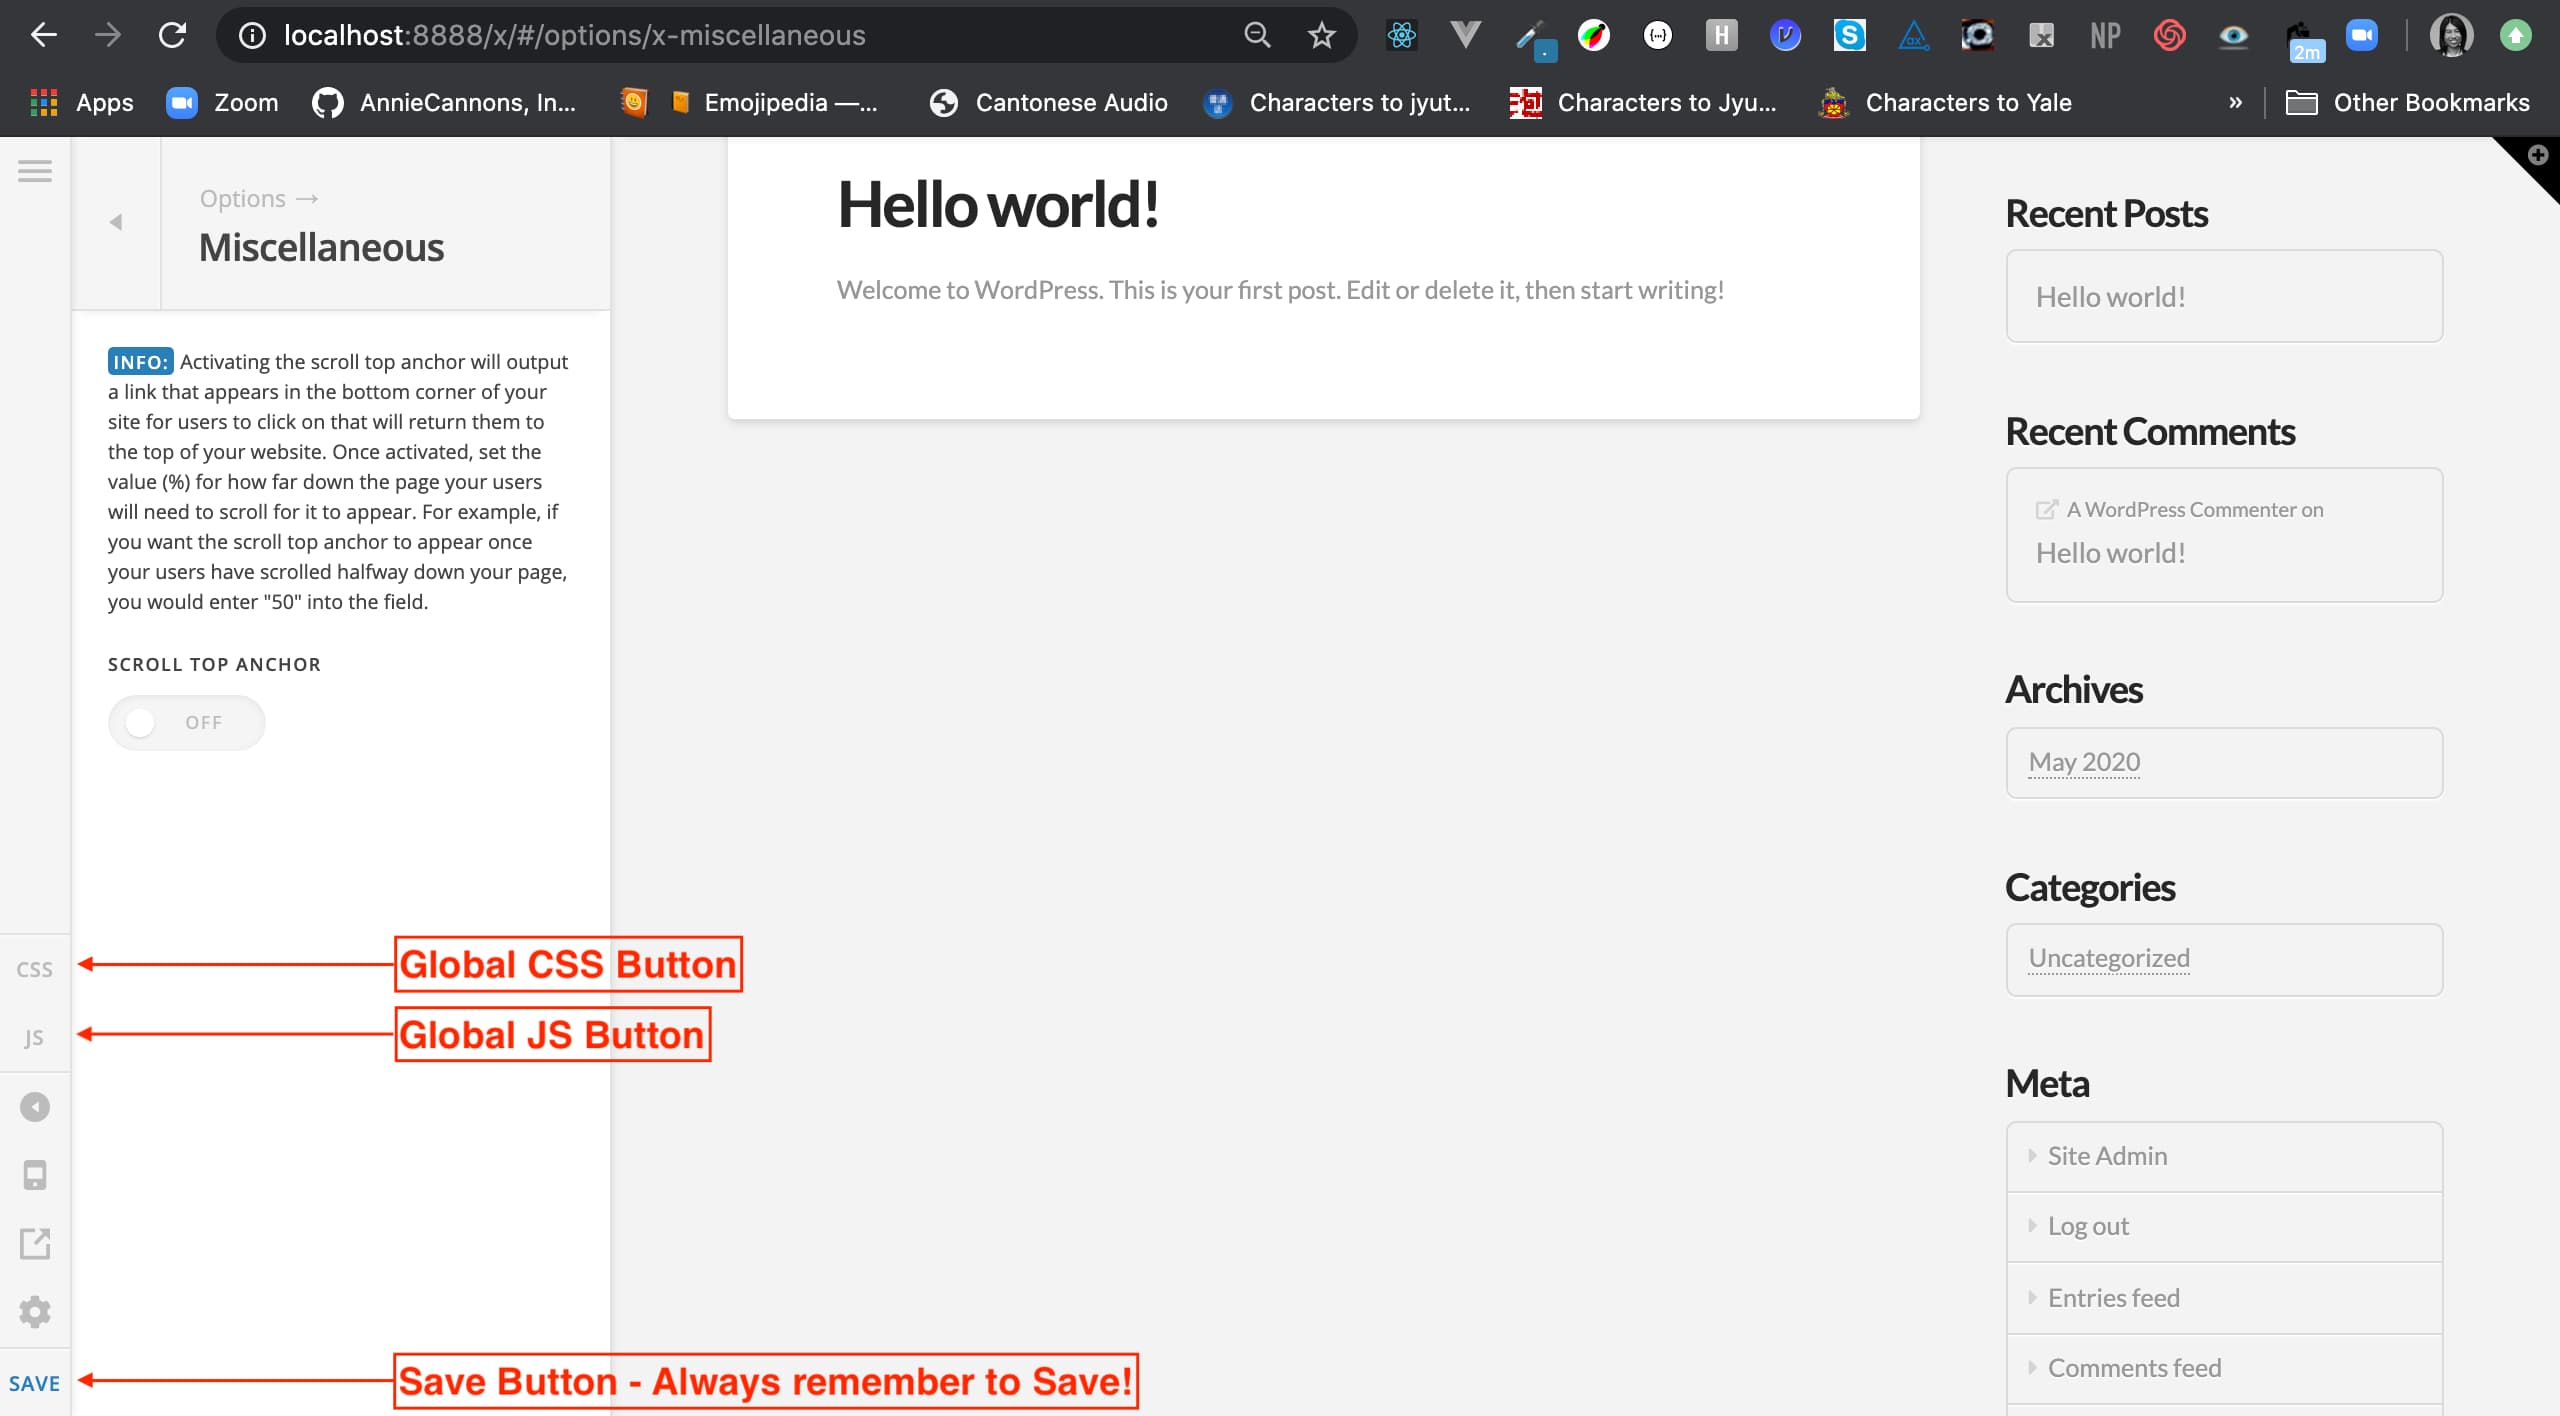 localhost:8888/x/#/options/x-miscellaneous
{···}
H
S
ax
NP
2m
Apps
Zoom
AnnieCannons, In...
Emojipedia —...
Cantonese Audio
Characters to jyut...
Characters to Jyu...
Characters to Yale
»
Other Bookmarks
Options →
Miscellaneous
INFO: Activating the scroll top anchor will output
a link that appears in the bottom corner of your
site for users to click on that will return them to
the top of your website. Once activated, set the
value (%) for how far down the page your users
will need to scroll for it to appear. For example, if
you want the scroll top anchor to appear once
your users have scrolled halfway down your page,
you would enter "50" into the field.
SCROLL TOP ANCHOR
OFF
CSS
Global CSS Button
JS
Global JS Button
SAVE
Save Button - Always remember to Save!
Hello world!
Welcome to WordPress. This is your first post. Edit or delete it, then start writing!
Recent Posts
Hello world!
Recent Comments
A WordPress Commenter on
Hello world!
Archives
May 2020
Categories
Uncategorized
Meta
Site Admin
Log out
Entries feed
Comments feed